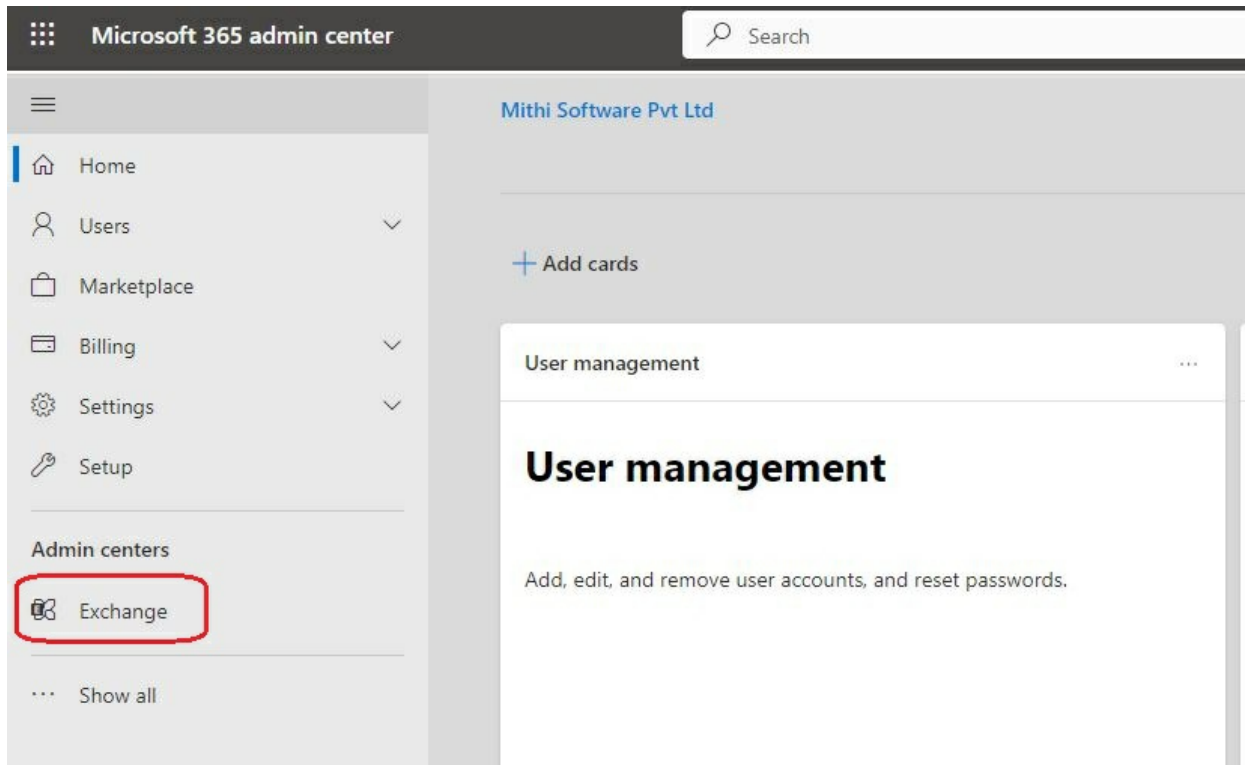 Microsoft 365 admin center
Search
Mithi Software Pvt Ltd
Home
Users
Marketplace
Billing
Settings
Setup
Admin centers
Exchange
... Show all
Add cards
User management
...
User management
Add, edit, and remove user accounts, and reset passwords.